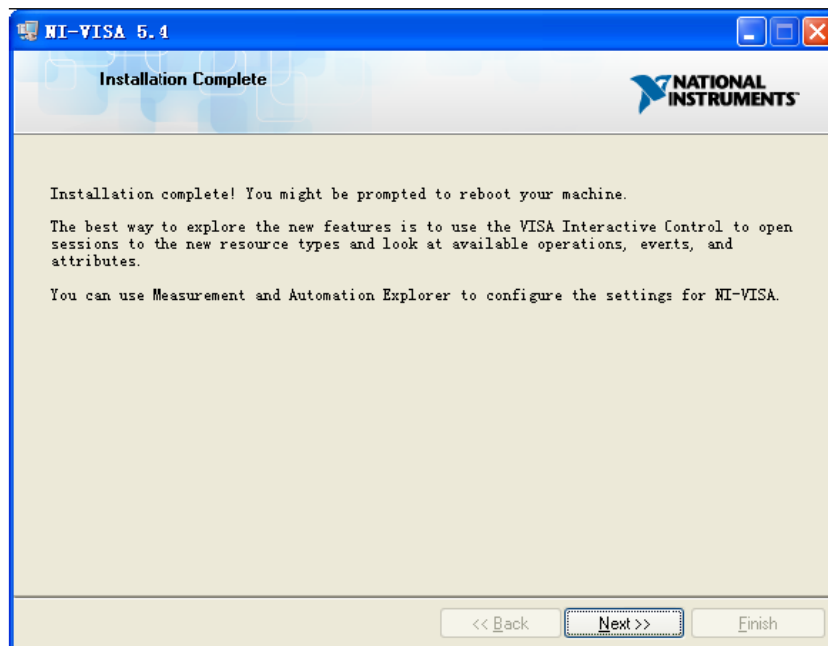 NI-VISA 5.4
Installation Complete
NATIONAL
INSTRUMENTS
Installation complete! You might be prompted to reboot your machine.
The best way to explore the new features is to use the VISA Interactive Control to open
sessions to the new resource types and look at available operations, events, and
attributes.
You can use Measurement and Automation Explorer to configure the settings for NI-VISA.
<< Back
Next >>
Finish